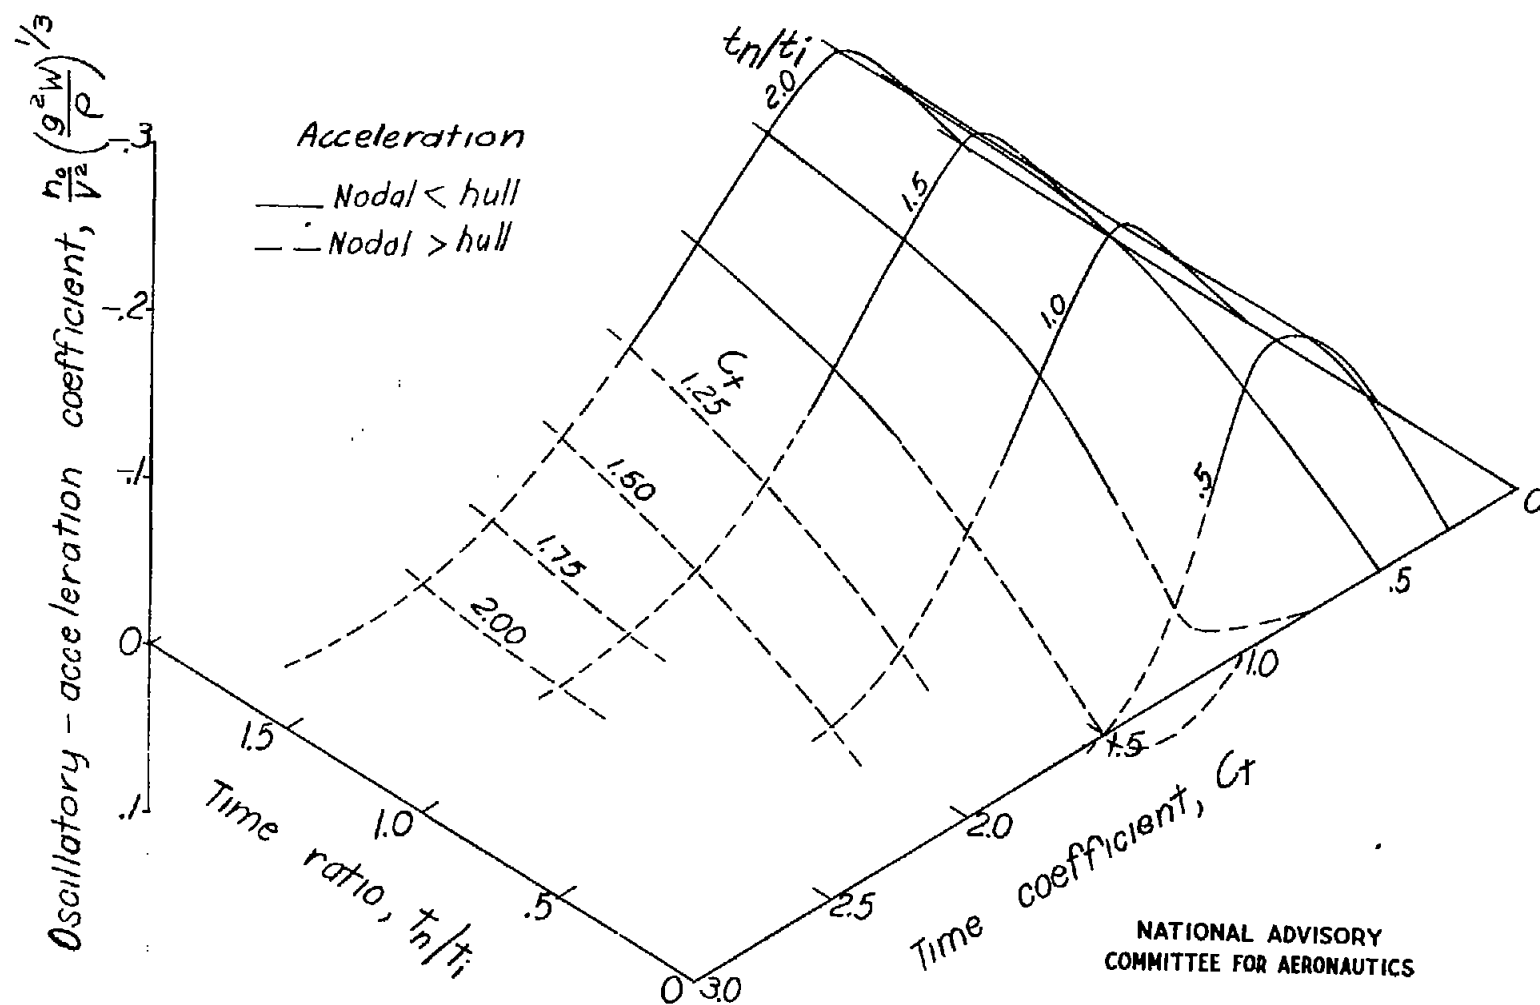 Oscillatory-acceleration coefficient, n₀/V² (g²W/ρ)^1/3
-.3
-.2
-.1
0
.1
Acceleration
Nodal < hull
Nodal > hull
tn/ti
2.0
1.5
1.0
.5
C+
1.25
1.50
1.75
2.00
1.5
1.0
.5
0
Time ratio, tn/ti
0
.5
1.0
1.5
2.0
2.5
3.0
Time coefficient, C+
NATIONAL ADVISORY
COMMITTEE FOR AERONAUTICS